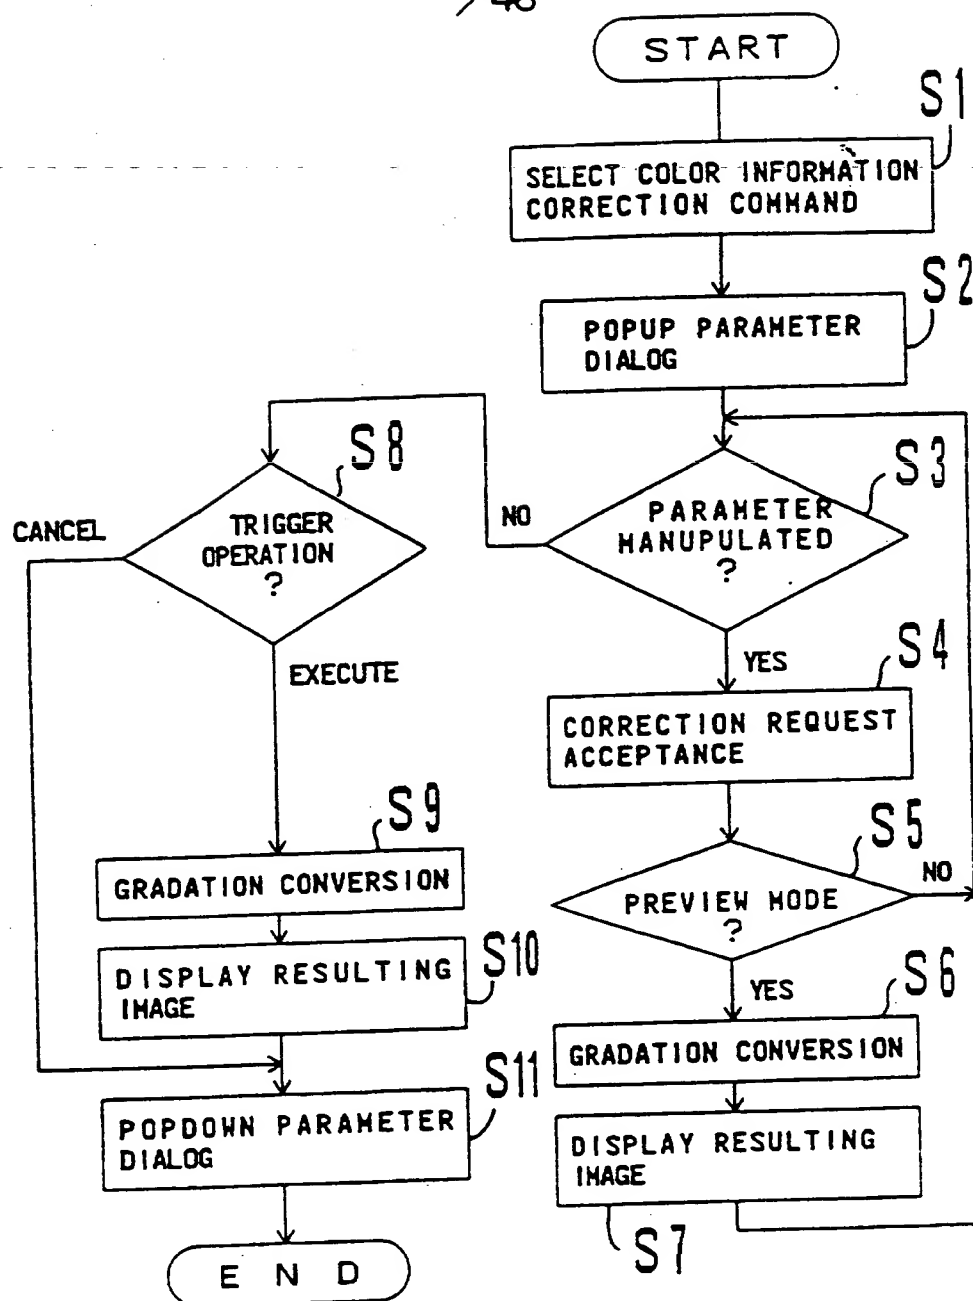 START
S1
SELECT COLOR INFORMATION
CORRECTION COMMAND
S2
POPUP PARAMETER
DIALOG
S3
PARAMETER
MANUPULATED
?
NO
YES
S4
CORRECTION REQUEST
ACCEPTANCE
S5
PREVIEW MODE
?
NO
YES
S6
GRADATION CONVERSION
DISPLAY RESULTING
IMAGE
S7
S8
TRIGGER
OPERATION
?
CANCEL
EXECUTE
S9
GRADATION CONVERSION
S10
DISPLAY RESULTING
IMAGE
S11
POPDOWN PARAMETER
DIALOG
END